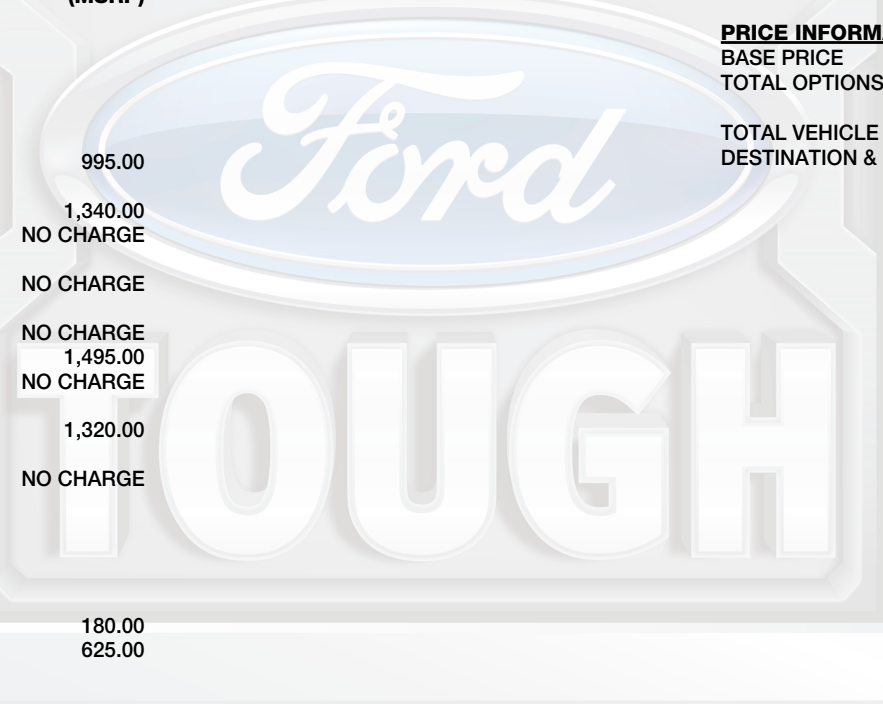 (MSRP)
PRICE INFORMA
BASE PRICE
TOTAL OPTIONS
TOTAL VEHICLE
DESTINATION &
995.00
1,340.00
NO CHARGE
NO CHARGE
NO CHARGE
1,495.00
NO CHARGE
1,320.00
NO CHARGE
180.00
625.00
Ford
TOUGH